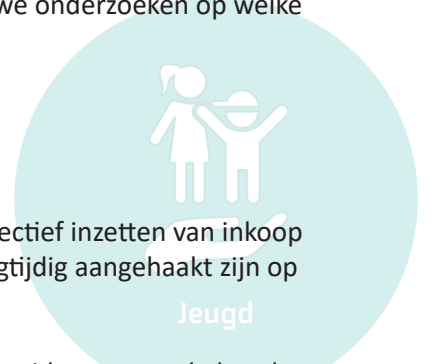 we onderzoeken op welke
ectief inzetten van inkoop
gtijdig aangehaakt zijn op
Jeugd